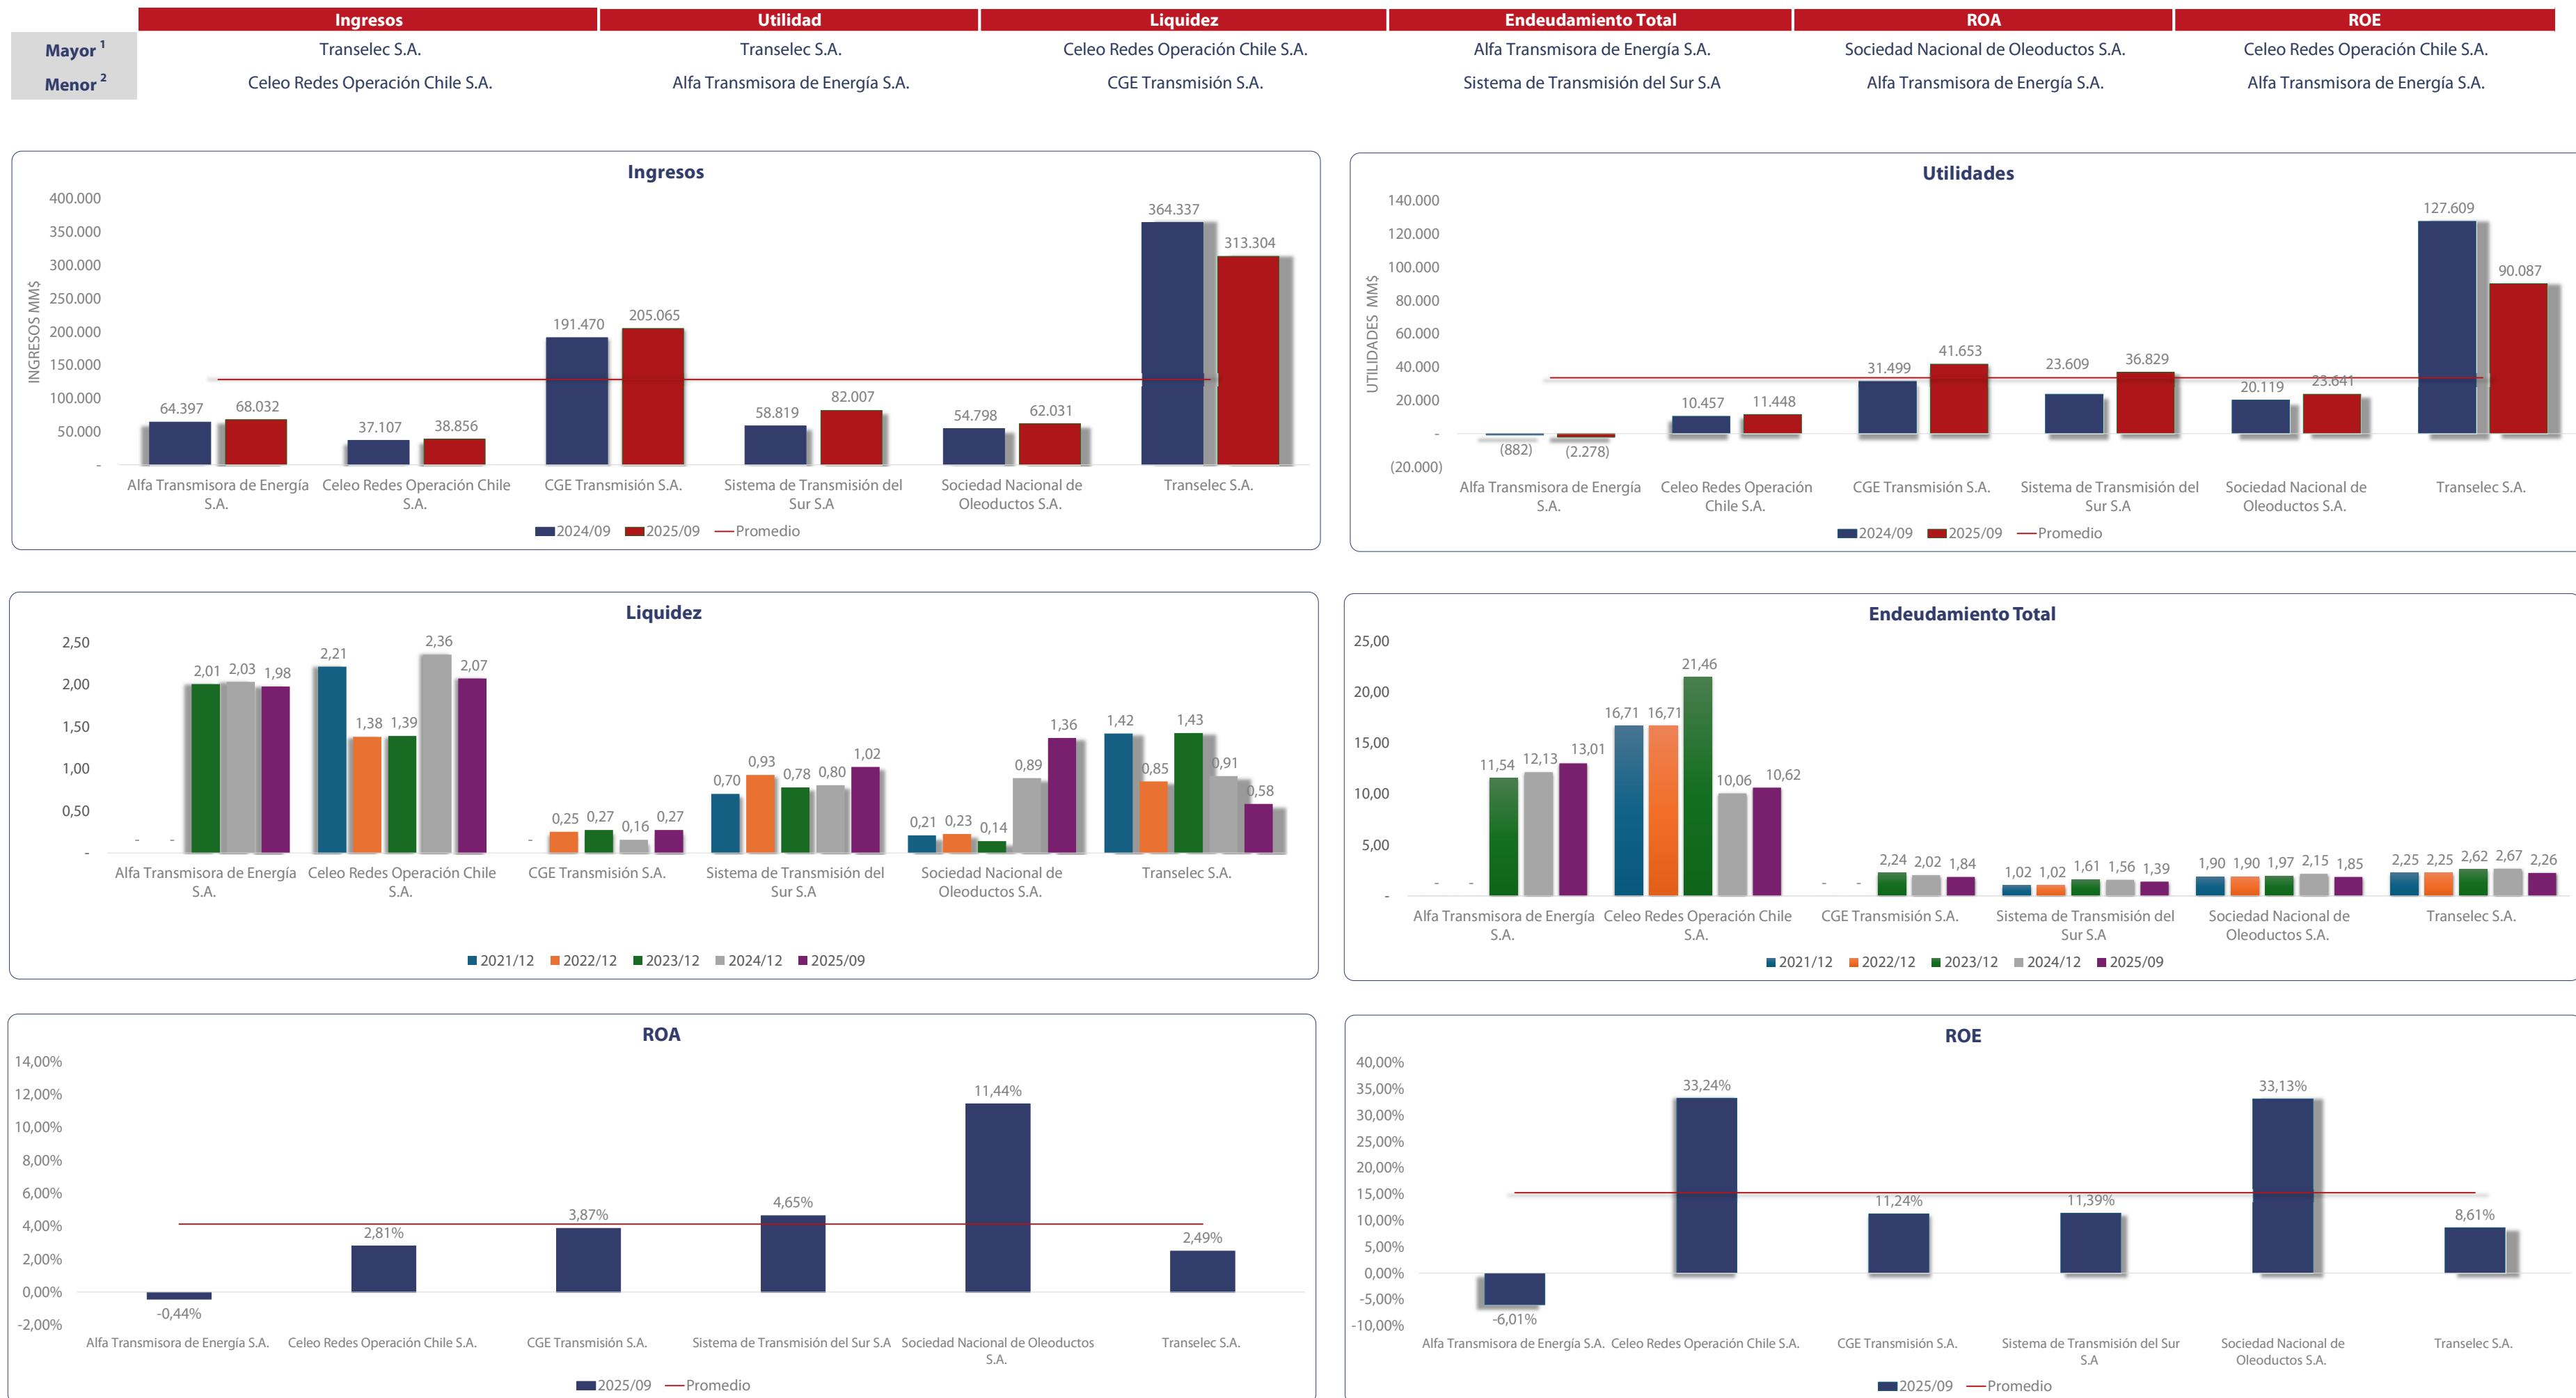 Ingresos Utilidad Liquidez Endeudamiento Total ROA ROE
Mayor 1 Transelec S.A. Transelec S.A. Celeo Redes Operación Chile S.A. Alfa Transmisora de Energía S.A. Sociedad Nacional de Oleoductos S.A. Celeo Redes Operación Chile S.A.
Menor 2 Celeo Redes Operación Chile S.A. Alfa Transmisora de Energía S.A. CGE Transmisión S.A. Sistema de Transmisión del Sur S.A Alfa Transmisora de Energía S.A. Alfa Transmisora de Energía S.A.
Ingresos
INGRESOS MM$
400.000
350.000
300.000
250.000
200.000
150.000
100.000
50.000
-
64.397 68.032
37.107 38.856
191.470 205.065
58.819 82.007
54.798 62.031
364.337 313.304
Alfa Transmisora de Energía Celeo Redes Operación Chile CGE Transmisión S.A. Sistema de Transmisión del Sociedad Nacional de Transelec S.A.
S.A. S.A. Sur S.A Oleoductos S.A.
2024/09 2025/09 Promedio
Utilidades
UTILIDADES MM$
140.000
120.000
100.000
80.000
60.000
40.000
20.000
-
(20.000)
(882) (2.278)
10.457 11.448
31.499 41.653
23.609 36.829
20.119 23.641
127.609 90.087
Alfa Transmisora de Energía Celeo Redes Operación CGE Transmisión S.A. Sistema de Transmisión del Sociedad Nacional de Transelec S.A.
S.A. Chile S.A. Sur S.A Oleoductos S.A.
2024/09 2025/09 Promedio
Liquidez
2,50
2,00
1,50
1,00
0,50
-
- - 2,01 2,03 1,98
2,21 1,38 1,39 2,36 2,07
- 0,25 0,27 0,16 0,27
0,70 0,93 0,78 0,80 1,02
0,21 0,23 0,14 0,89 1,36
1,42 0,85 1,43 0,91 0,58
Alfa Transmisora de Energía Celeo Redes Operación Chile CGE Transmisión S.A. Sistema de Transmisión del Sociedad Nacional de Transelec S.A.
S.A. S.A. Sur S.A Oleoductos S.A.
2021/12 2022/12 2023/12 2024/12 2025/09
Endeudamiento Total
25,00
20,00
15,00
10,00
5,00
-
- - 11,54 12,13 13,01
16,71 16,71 21,46 10,06 10,62
- - 2,24 2,02 1,84
1,02 1,02 1,61 1,56 1,39
1,90 1,90 1,97 2,15 1,85
2,25 2,25 2,62 2,67 2,26
Alfa Transmisora de Energía Celeo Redes Operación Chile CGE Transmisión S.A. Sistema de Transmisión del Sociedad Nacional de Transelec S.A.
S.A. S.A. Sur S.A Oleoductos S.A.
2021/12 2022/12 2023/12 2024/12 2025/09
ROA
14,00%
12,00%
10,00%
8,00%
6,00%
4,00%
2,00%
0,00%
-2,00%
-0,44% 2,81% 3,87% 4,65% 11,44% 2,49%
Alfa Transmisora de Energía S.A. Celeo Redes Operación Chile S.A. CGE Transmisión S.A. Sistema de Transmisión del Sur S.A Sociedad Nacional de Oleoductos Transelec S.A.
S.A.
2025/09 Promedio
ROE
40,00%
35,00%
30,00%
25,00%
20,00%
15,00%
10,00%
5,00%
0,00%
-5,00%
-10,00%
-6,01% 33,24% 11,24% 11,39% 33,13% 8,61%
Alfa Transmisora de Energía S.A. Celeo Redes Operación Chile S.A. CGE Transmisión S.A. Sistema de Transmisión del Sur Sociedad Nacional de Transelec S.A.
S.A Oleoductos S.A.
2025/09 Promedio